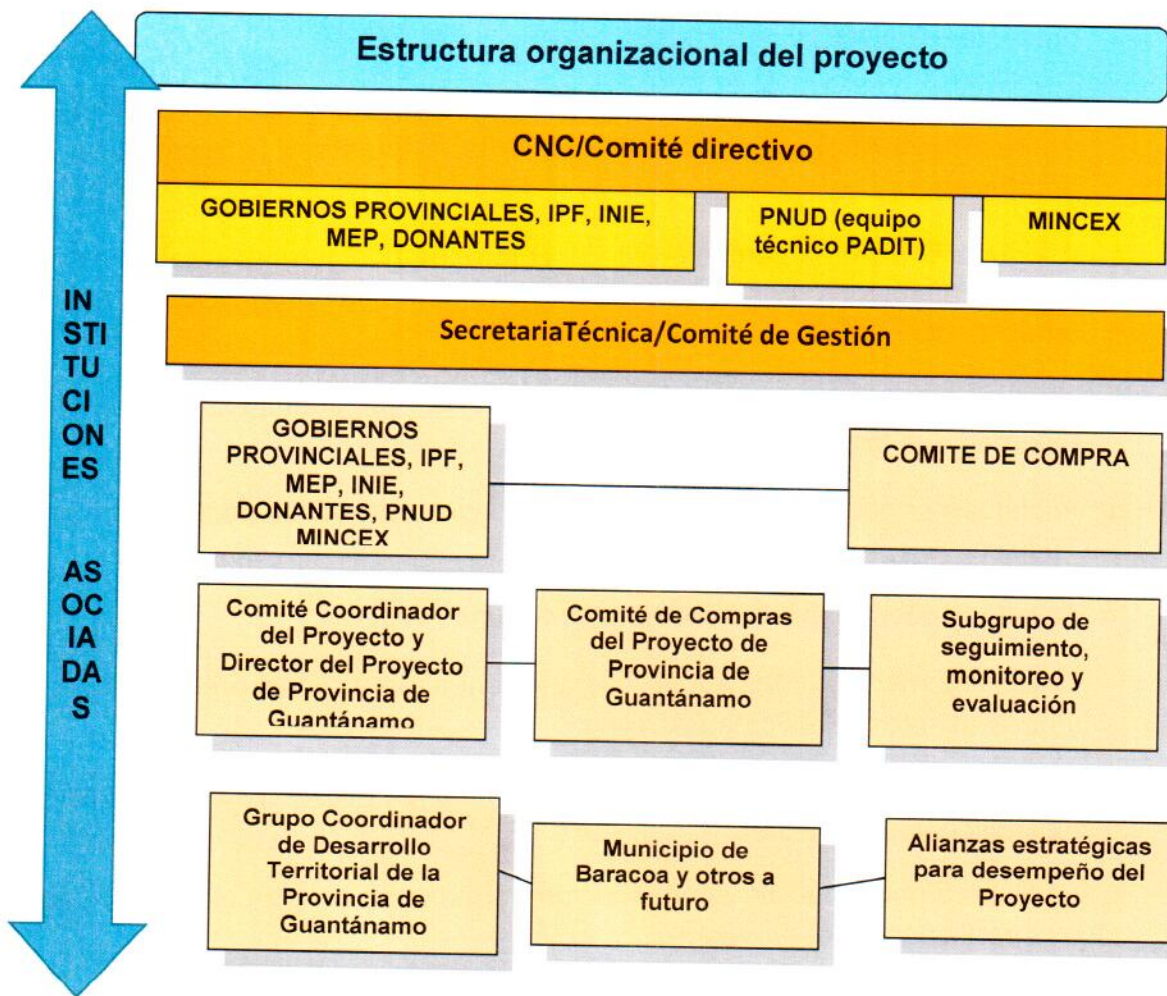 Estructura organizacional del proyecto
CNC/Comité directivo
GOBIERNOS PROVINCIALES, IPF, INIE,
MEP, DONANTES
PNUD (equipo
técnico PADIT)
MINCEX
SecretariaTécnica/Comité de Gestión
GOBIERNOS
PROVINCIALES, IPF,
MEP, INIE,
DONANTES, PNUD
MINCEX
COMITE DE COMPRA
Comité Coordinador
del Proyecto y
Director del Proyecto
de Provincia de
Guantánamo
Comité de Compras
del Proyecto de
Provincia de
Guantánamo
Subgrupo de
seguimiento,
monitoreo y
evaluación
Grupo Coordinador
de Desarrollo
Territorial de la
Provincia de
Guantánamo
Municipio de
Baracoa y otros a
futuro
Alianzas estratégicas
para desempeño del
Proyecto
IN
STI
TU
CI
ON
ES
AS
OC
IA
DA
S